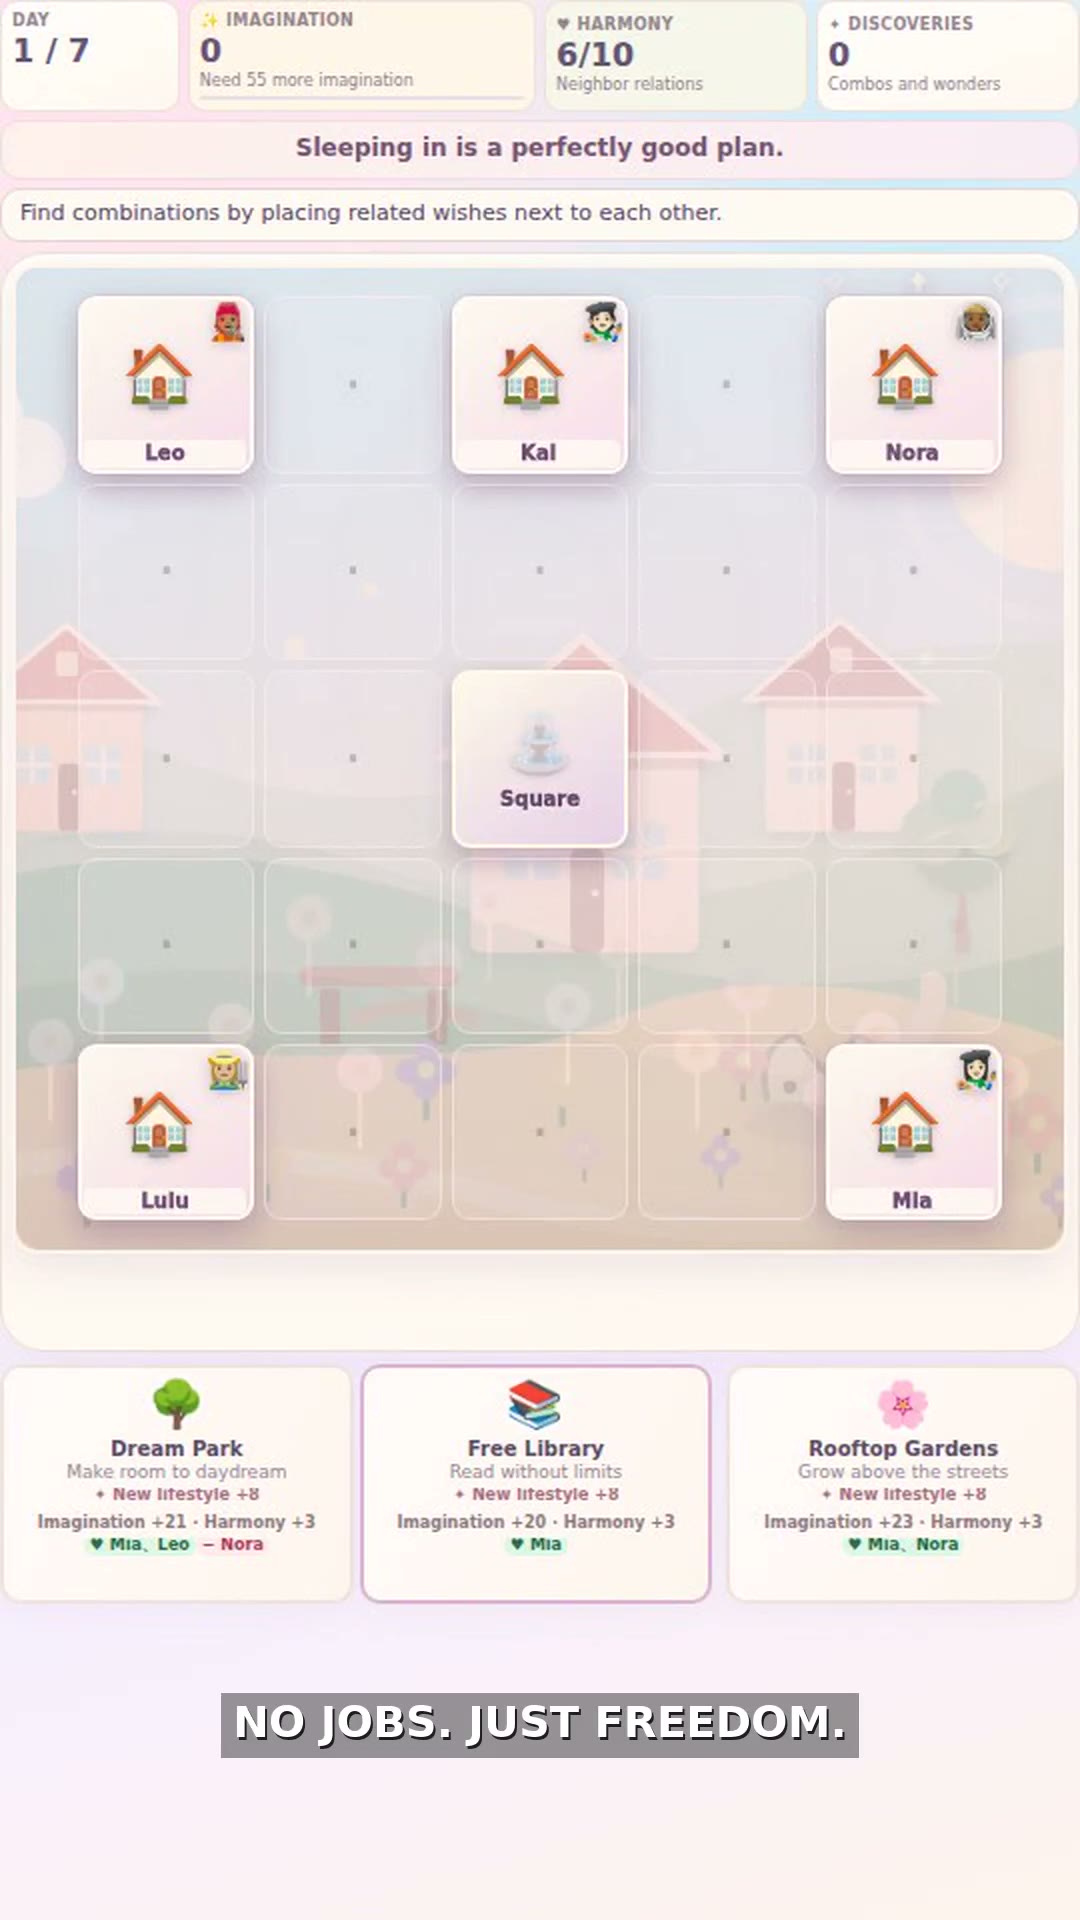 DAY
1 / 7
✨ IMAGINATION
0
Need 55 more imagination
♥ HARMONY
6/10
Neighbor relations
✦ DISCOVERIES
0
Combos and wonders
Sleeping in is a perfectly good plan.
Find combinations by placing related wishes next to each other.
Leo
Kai
Nora
Square
Lulu
Mia
Dream Park
Make room to daydream
✦ New lifestyle +8
Imagination +21 · Harmony +3
♥ Mia、Leo − Nora
Free Library
Read without limits
✦ New lifestyle +8
Imagination +20 · Harmony +3
♥ Mia
Rooftop Gardens
Grow above the streets
✦ New lifestyle +8
Imagination +23 · Harmony +3
♥ Mia、Nora
NO JOBS. JUST FREEDOM.